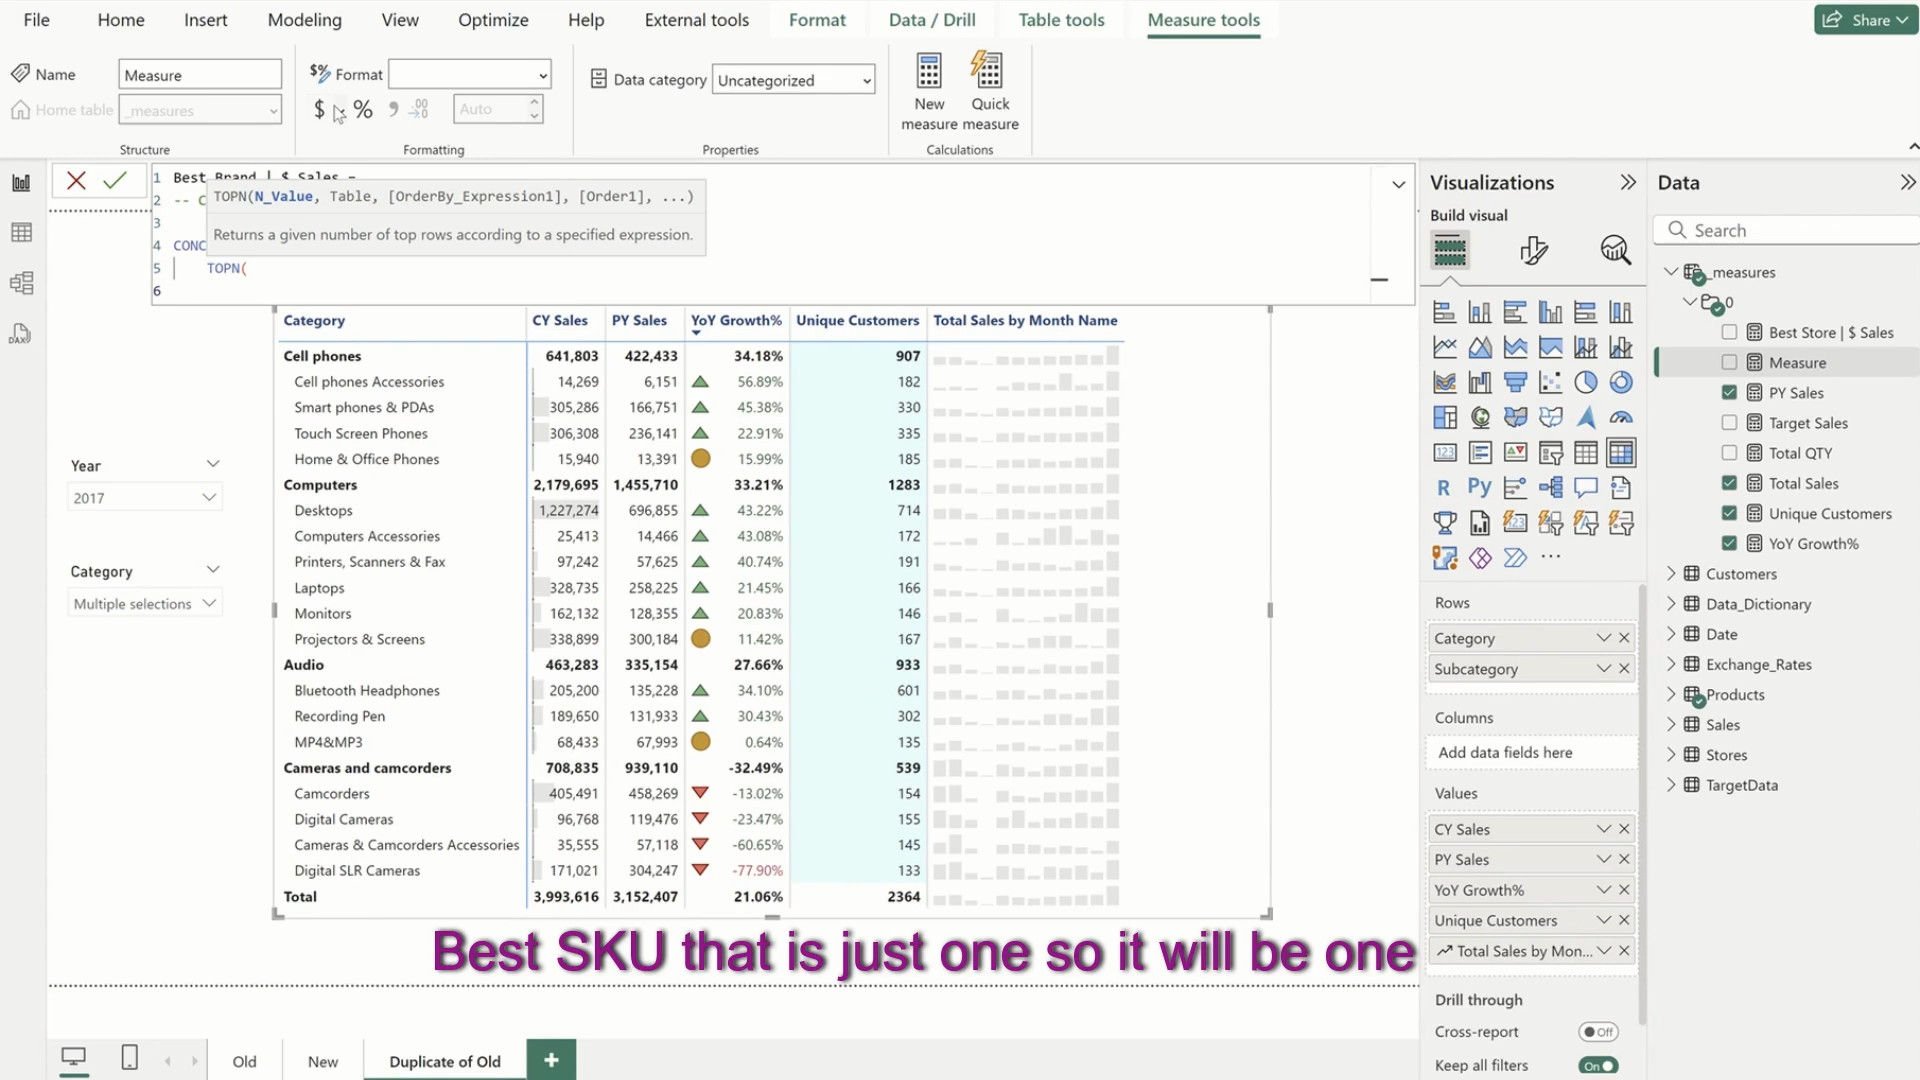 File Home Insert Modeling View Optimize Help External tools Format Data / Drill Table tools Measure tools Share
Name Measure
Home table _measures
Structure
Format
$ % Auto
Formatting
Data category Uncategorized
Properties
New measure
Quick measure
Calculations
1 Best Brand | $ Sales =
2 -- C
3
4 CONC
5 TOPN(
6
TOPN(N_Value, Table, [OrderBy_Expression1], [Order1], ...)
Returns a given number of top rows according to a specified expression.
Year
2017
Category
Multiple selections
Category CY Sales PY Sales YoY Growth% Unique Customers Total Sales by Month Name
Cell phones 641,803 422,433 34.18% 907
Cell phones Accessories 14,269 6,151 56.89% 182
Smart phones & PDAs 305,286 166,751 45.38% 330
Touch Screen Phones 306,308 236,141 22.91% 335
Home & Office Phones 15,940 13,391 15.99% 185
Computers 2,179,695 1,455,710 33.21% 1283
Desktops 1,227,274 696,855 43.22% 714
Computers Accessories 25,413 14,466 43.08% 172
Printers, Scanners & Fax 97,242 57,625 40.74% 191
Laptops 328,735 258,225 21.45% 166
Monitors 162,132 128,355 20.83% 146
Projectors & Screens 338,899 300,184 11.42% 167
Audio 463,283 335,154 27.66% 933
Bluetooth Headphones 205,200 135,228 34.10% 601
Recording Pen 189,650 131,933 30.43% 302
MP4&MP3 68,433 67,993 0.64% 135
Cameras and camcorders 708,835 939,110 -32.49% 539
Camcorders 405,491 458,269 -13.02% 154
Digital Cameras 96,768 119,476 -23.47% 155
Cameras & Camcorders Accessories 35,555 57,118 -60.65% 145
Digital SLR Cameras 171,021 304,247 -77.90% 133
Total 3,993,616 3,152,407 21.06% 2364
Best SKU that is just one so it will be one
Old New Duplicate of Old +
Visualizations
Build visual
123
R Py
123
Rows
Category
Subcategory
Columns
Add data fields here
Values
CY Sales
PY Sales
YoY Growth%
Unique Customers
Total Sales by Mon...
Drill through
Cross-report Off
Keep all filters On
Data
Search
_measures
0
Best Store | $ Sales
Measure
PY Sales
Target Sales
Total QTY
Total Sales
Unique Customers
YoY Growth%
Customers
Data_Dictionary
Date
Exchange_Rates
Products
Sales
Stores
TargetData
DAX